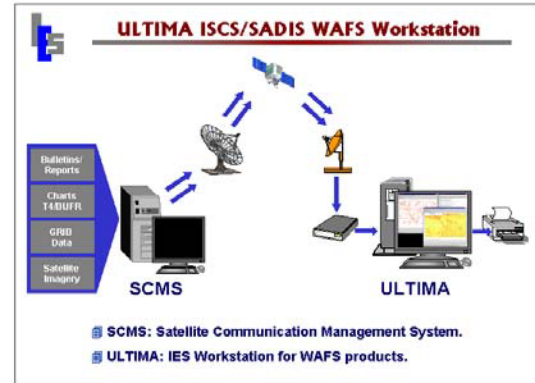 IES
ULTIMA ISCS/SADIS WAFS Workstation
Bulletins/
Reports
Charts
T4/BUFR
GRID
Data
Satellite
Imagery
SCMS
ULTIMA
SCMS: Satellite Communication Management System.
ULTIMA: IES Workstation for WAFS products.